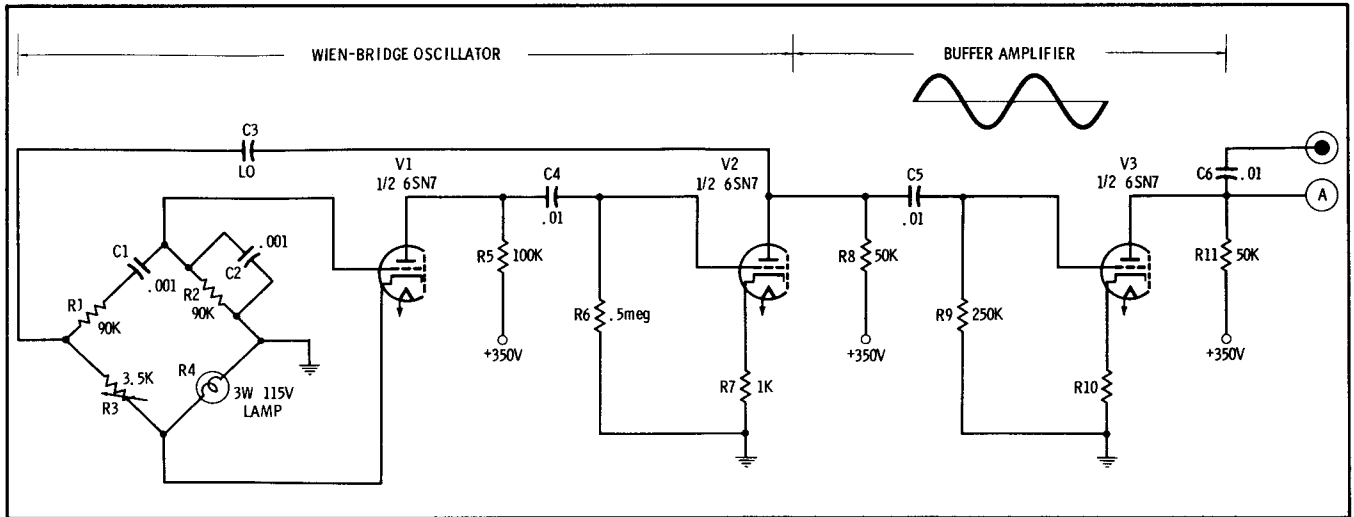 WIEN-BRIDGE OSCILLATOR
BUFFER AMPLIFIER
C3
LO
V1
1/2 6SN7
C4
.01
V2
1/2 6SN7
C5
.01
V3
1/2 6SN7
C6
.01
A
C1
.001
.001
C2
R1
90K
R2
90K
R5
100K
R6
.5meg
R8
50K
R9
250K
R11
50K
+350V
+350V
+350V
3.5K
R3
R4
3W 115V
LAMP
R7
1K
R10